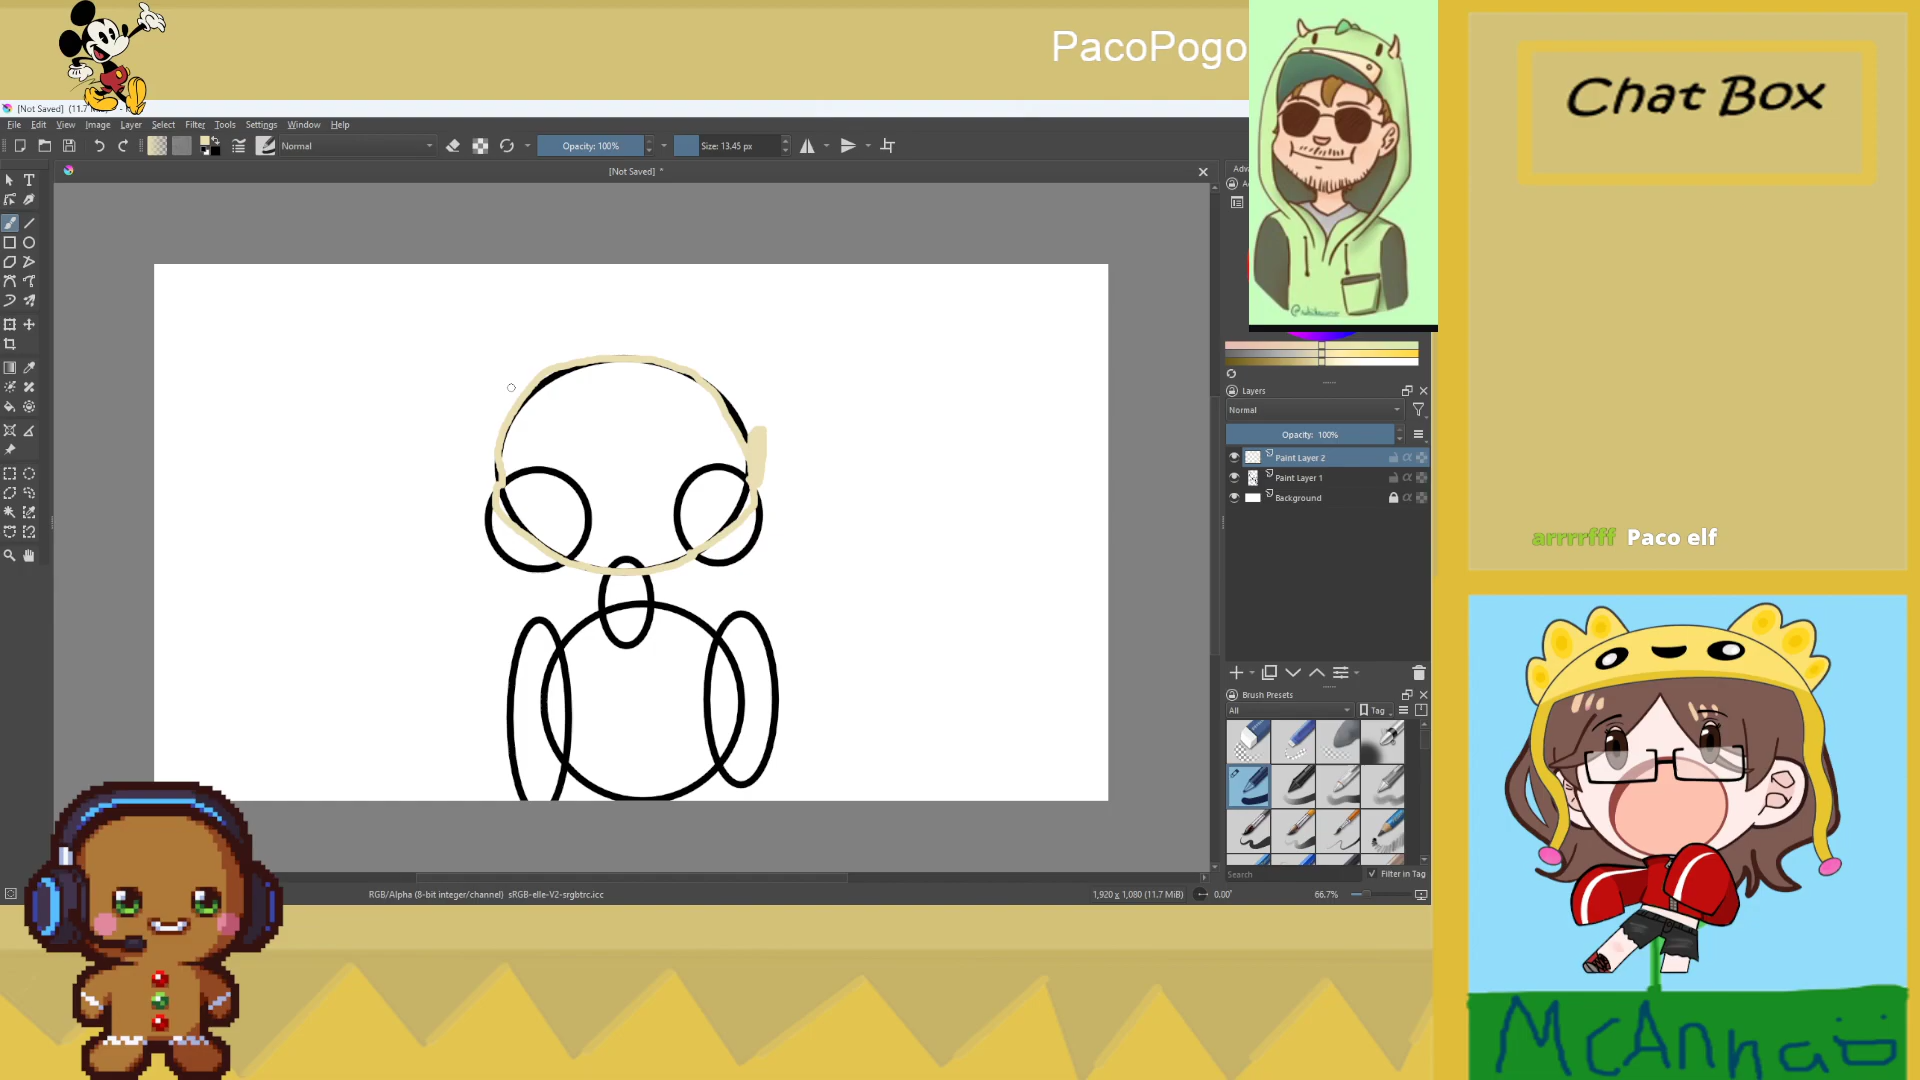 PacoPogo
Chat Box
[Not Saved] (11.7
File Edit View Image Layer Select Filter Tools Settings Window Help
Normal
Opacity: 100%
Size: 13.45 px
[Not Saved] *
Layers
Normal
Opacity: 100%
Paint Layer 2
Paint Layer 1
Background
arrrrfff Paco elf
Brush Presets
All
Tag
Search
Filter in Tag
RGB/Alpha (8-bit integer/channel) sRGB-elle-V2-srgbtrc.icc
1,920 x 1,080 (11.7 MiB)
0.00°
66.7%
McAnna